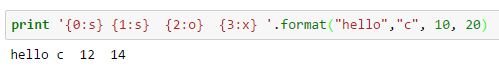 print '{0:s} {1:s}  {2:o}  {3:x} '.format("hello","c", 10, 20)
hello c  12  14